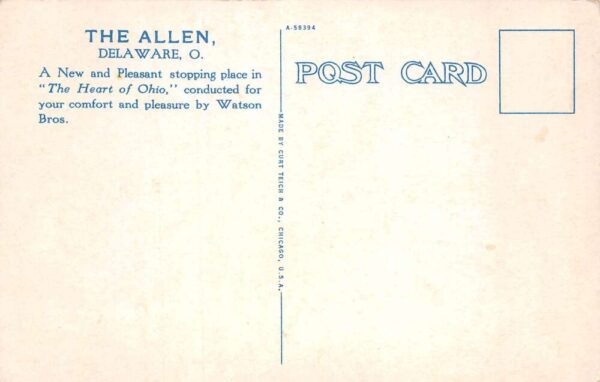 THE ALLEN,
DELAWARE, O.
A New and Pleasant stopping place in
"The Heart of Ohio," conducted for
your comfort and pleasure by Watson
Bros.
A-59394
POST CARD
MADE BY CURT TEICH & CO., CHICAGO, U.S.A.